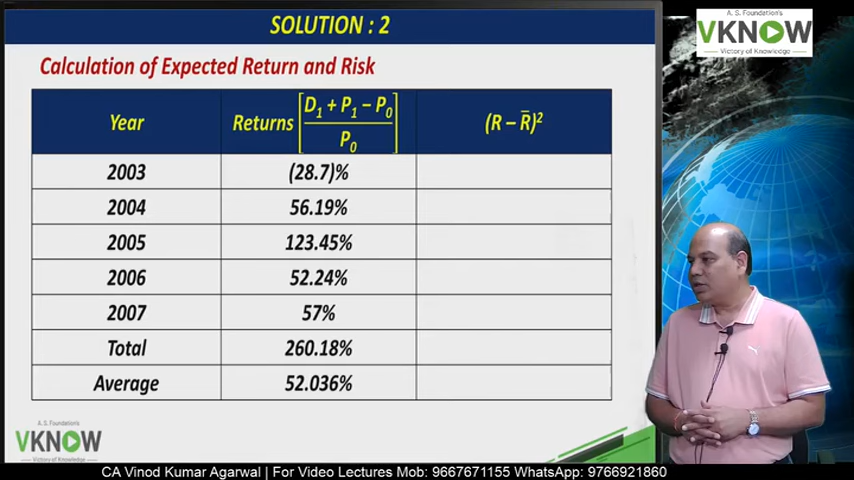 SOLUTION : 2
A. S. Foundation's
VKNOW
Victory of Knowledge
Calculation of Expected Return and Risk
Year Returns [D₁ + P₁ – P₀ / P₀] (R – R̄)²
2003 (28.7)%
2004 56.19%
2005 123.45%
2006 52.24%
2007 57%
Total 260.18%
Average 52.036%
A. S. Foundation's
VKNOW
Victory of Knowledge
CA Vinod Kumar Agarwal | For Video Lectures Mob: 9667671155 WhatsApp: 9766921860